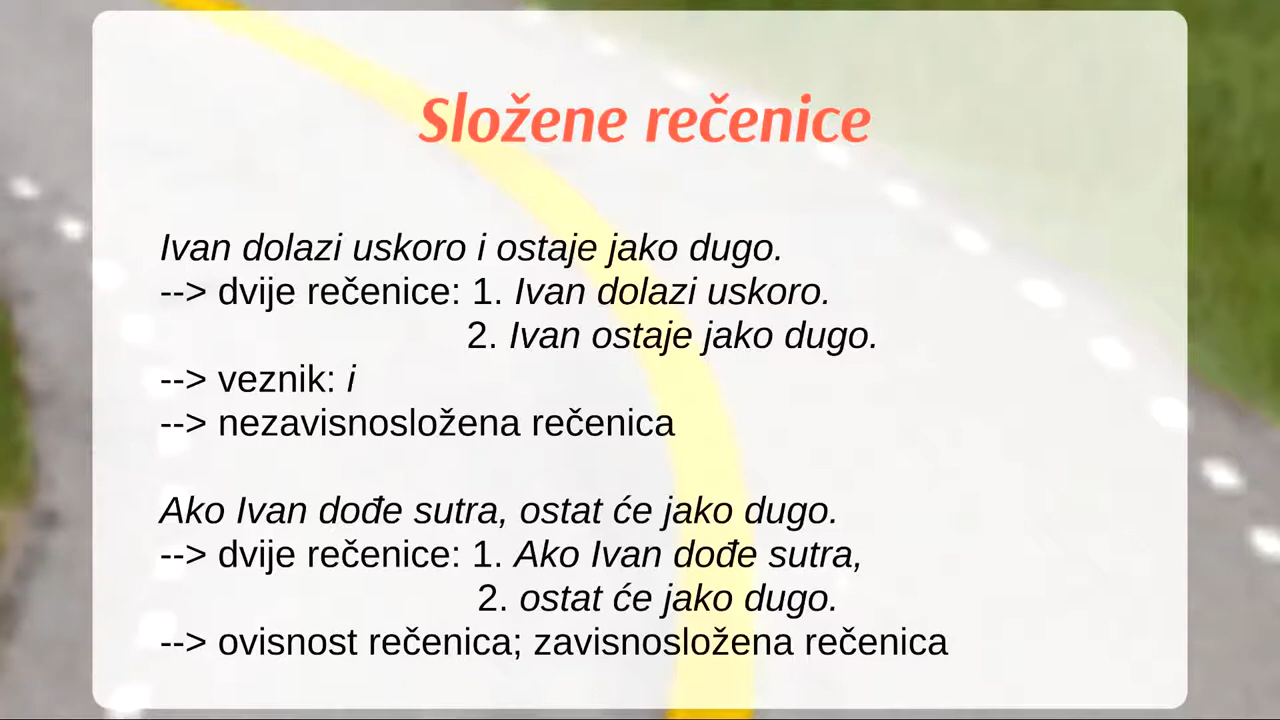 Složene rečenice
Ivan dolazi uskoro i ostaje jako dugo.
--> dvije rečenice: 1. Ivan dolazi uskoro.
2. Ivan ostaje jako dugo.
--> veznik: i
--> nezavisnosložena rečenica
Ako Ivan dođe sutra, ostat će jako dugo.
--> dvije rečenice: 1. Ako Ivan dođe sutra,
2. ostat će jako dugo.
--> ovisnost rečenica; zavisnosložena rečenica